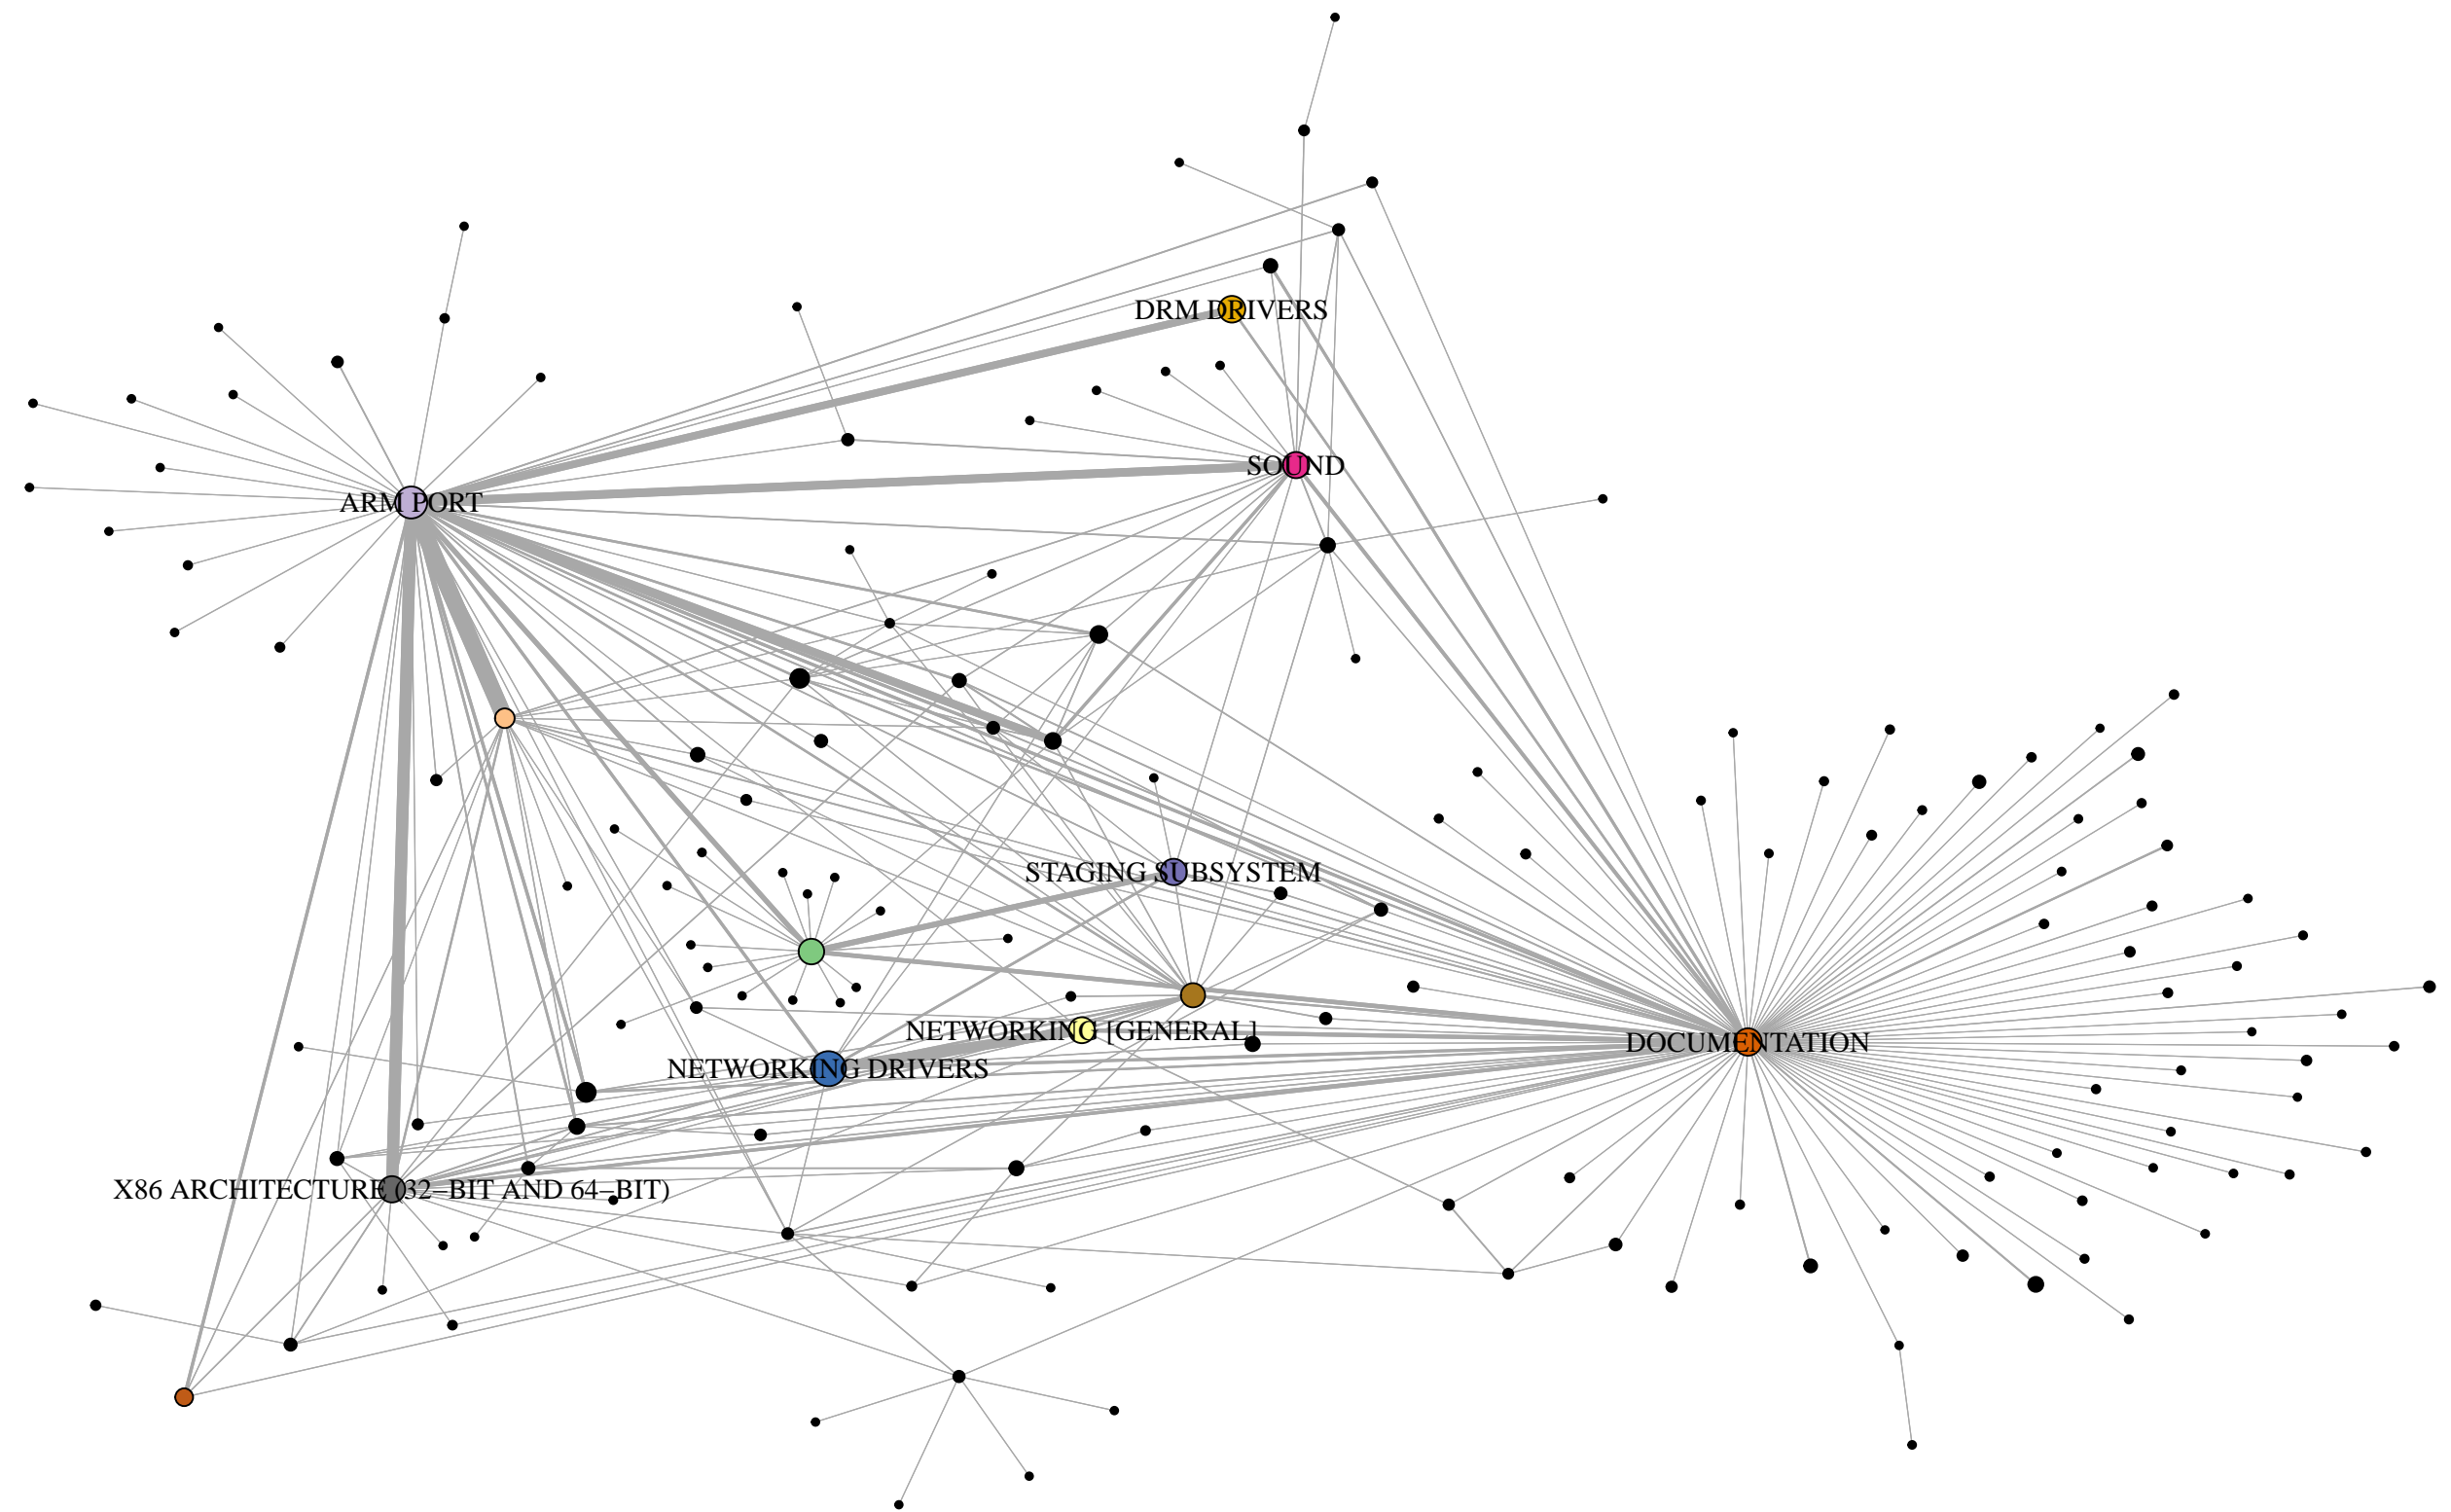 DRM DRIVERS
SOUND
ARM PORT
STAGING SUBSYSTEM
NETWORKING [GENERAL]
DOCUMENTATION
NETWORKING DRIVERS
X86 ARCHITECTURE (32−BIT AND 64−BIT)